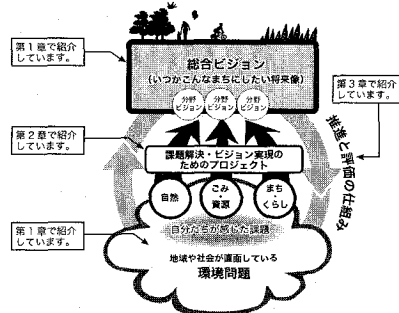 第1章で紹介
しています。
総合ビジョン
(いつかこんなまちにしたい将来像)
分野
ビジョン
分野
ビジョン
分野
ビジョン
第3章で紹介
しています。
第2章で紹介
しています。
課題解決・ビジョン実現の
ためのプロジェクト
推進と評価の仕組み
自然
ごみ
・
資源
まち
・
くらし
自分たちが感じた課題
第1章で紹介
しています。
地域や社会が直面している
環境問題